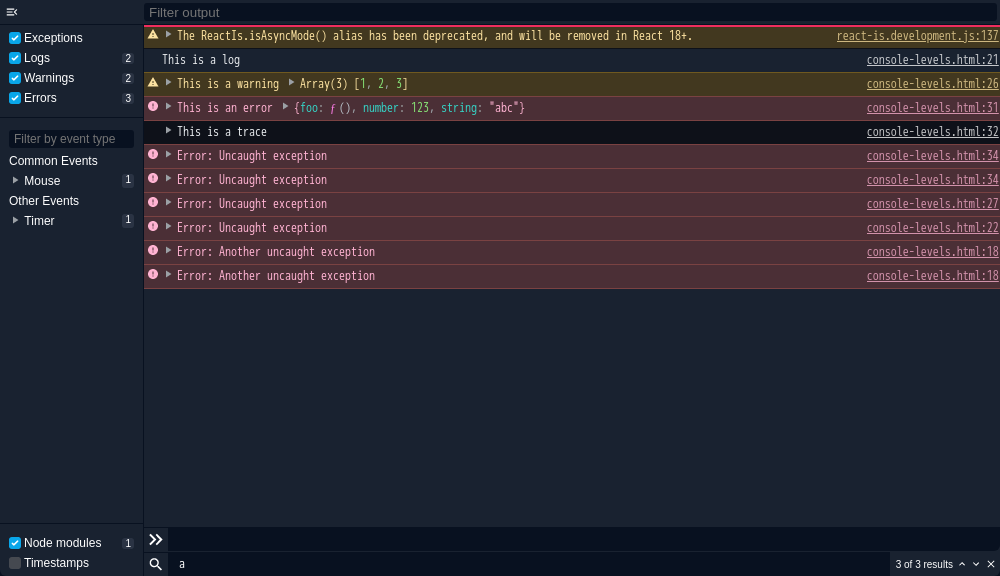 Filter output
Exceptions
Logs 2
Warnings 2
Errors 3
Filter by event type
Common Events
Mouse 1
Other Events
Timer 1
Node modules 1
Timestamps
The ReactIs.isAsyncMode() alias has been deprecated, and will be removed in React 18+. react-is.development.js:137
This is a log console-levels.html:21
This is a warning Array(3) [1, 2, 3] console-levels.html:26
This is an error {foo: ƒ (), number: 123, string: "abc"} console-levels.html:31
This is a trace console-levels.html:32
Error: Uncaught exception console-levels.html:34
Error: Uncaught exception console-levels.html:34
Error: Uncaught exception console-levels.html:27
Error: Uncaught exception console-levels.html:22
Error: Another uncaught exception console-levels.html:18
Error: Another uncaught exception console-levels.html:18
a
3 of 3 results